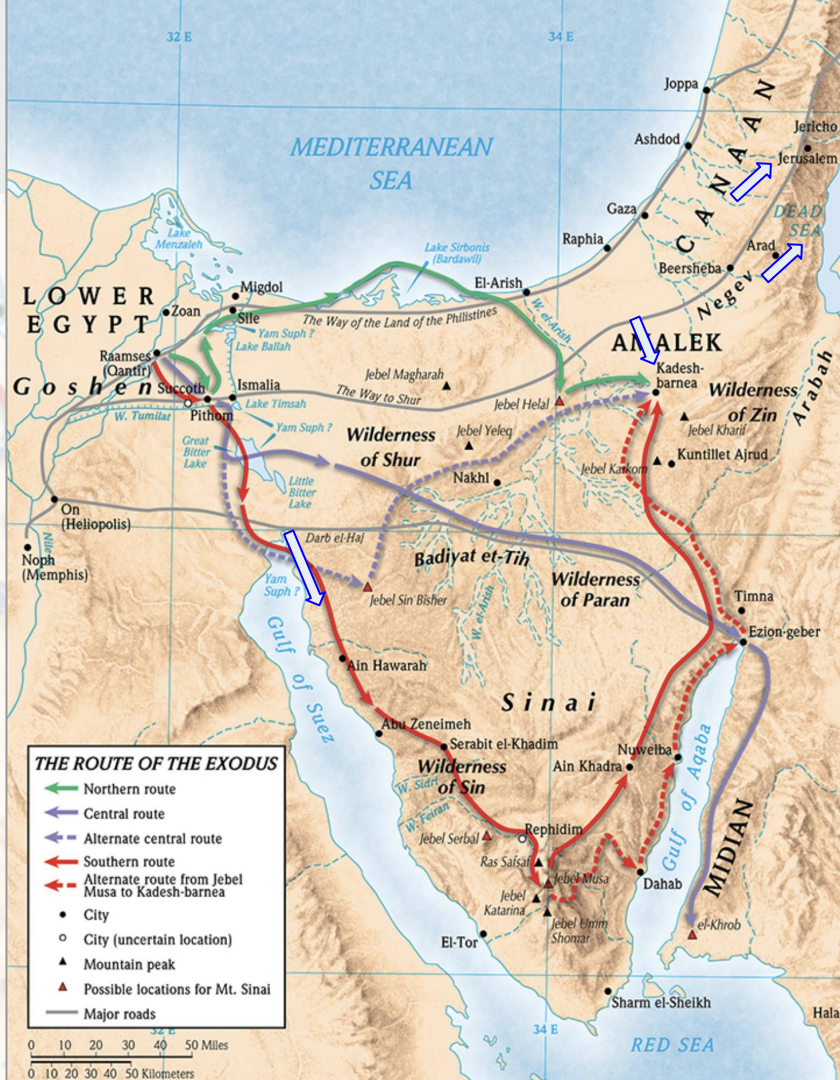 32 E
34 E
Joppa
C A N A A N
Jericho
Ashdod
Jerusalem
MEDITERRANEAN
SEA
Gaza
DEAD
SEA
Lake
Menzaleh
Lake Sirbonis
(Bardawil)
Raphia
Arad
Beersheba
Negev
LOWER
EGYPT
Migdol
El-Arish
Zoan
Sile
The Way of the Land of the Philistines
W. el-Arish
Yam Suph ?
Lake Ballah
AMALEK
Raamses
(Qantir)
Kadesh-
barnea
Goshen
Succoth
Ismalia
Jebel Magharah
The Way to Shur
Jebel Helal
Wilderness
of Zin
Arabah
W. Tumilat
Pithom
Lake Timsah
Yam Suph ?
Jebel Kharif
Great
Bitter
Lake
Wilderness
of Shur
Jebel Yeleq
Jebel Karkom
Kuntillet Ajrud
Little
Bitter
Lake
Nakhl
On
(Heliopolis)
Darb el-Haj
Nile
Noph
(Memphis)
Badiyat et-Tih
Yam
Suph ?
Jebel Sin Bisher
W. el-Arish
Wilderness
of Paran
Timna
Ezion-geber
Gulf of Suez
Ain Hawarah
Sinai
Abu Zeneimeh
Serabit el-Khadim
Nuweiba
Wilderness
of Sin
Ain Khadra
Gulf of Aqaba
W. Sidri
W. Feiran
Jebel Serbal
Rephidim
Ras Safsaf
Jebel Musa
Dahab
MIDIAN
Jebel
Katarina
Jebel Umm
Shomar
el-Khrob
El-Tor
Sharm el-Sheikh
Hala
34 E
RED SEA
THE ROUTE OF THE EXODUS
Northern route
Central route
Alternate central route
Southern route
Alternate route from Jebel
Musa to Kadesh-barnea
City
City (uncertain location)
Mountain peak
Possible locations for Mt. Sinai
Major roads
32 E
0 10 20 30 40 50 Miles
0 10 20 30 40 50 Kilometers